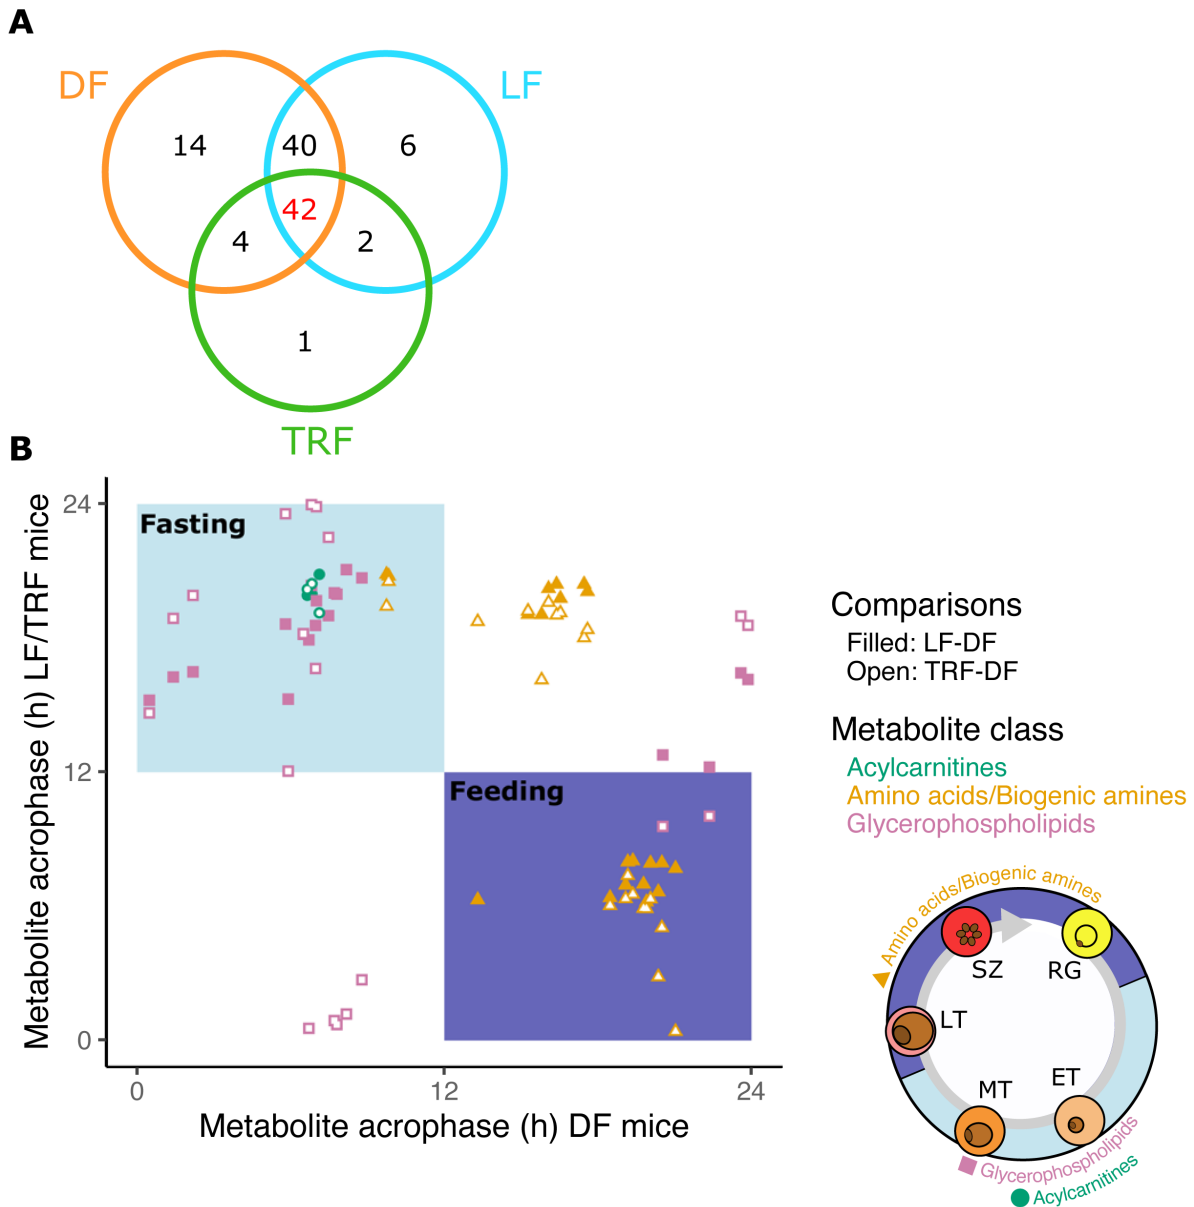 A
DF
LF
14
40
6
42
4
2
1
TRF
B
Metabolite acrophase (h) LF/TRF mice
24
12
0
Fasting
Feeding
0
12
24
Metabolite acrophase (h) DF mice
Comparisons
Filled: LF-DF
Open: TRF-DF
Metabolite class
Acylcarnitines
Amino acids/Biogenic amines
Glycerophospholipids
Amino acids/Biogenic amines
SZ
RG
LT
MT
ET
Glycerophospholipids
Acylcarnitines